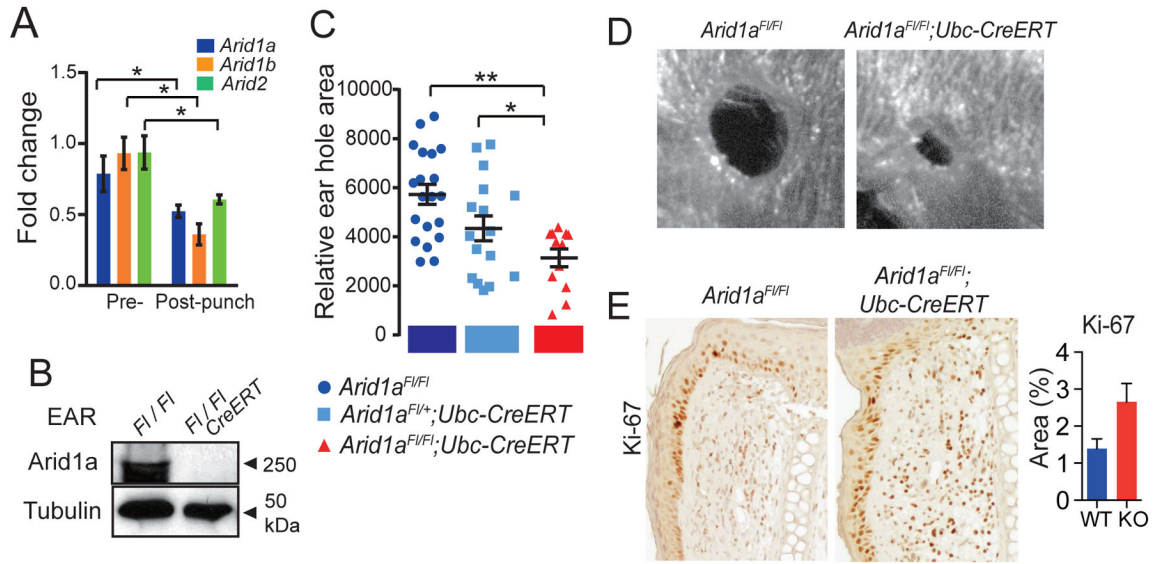 A
Arid1a
Arid1b
Arid2
Fold change
1.5
1.0
0.5
0.0
*
*
*
Pre-
Post-punch
B
EAR
Fl / Fl
Fl / Fl
CreERT
Arid1a
250
Tubulin
50
kDa
C
Relative ear hole area
10000
8000
6000
4000
2000
0
**
*
Arid1aFl/Fl
Arid1aFl/+;Ubc-CreERT
Arid1aFl/Fl;Ubc-CreERT
D
Arid1aFl/Fl
Arid1aFl/Fl;Ubc-CreERT
E
Arid1aFl/Fl
Arid1aFl/Fl;
Ubc-CreERT
Ki-67
Ki-67
Area (%)
4
3
2
1
0
WT KO